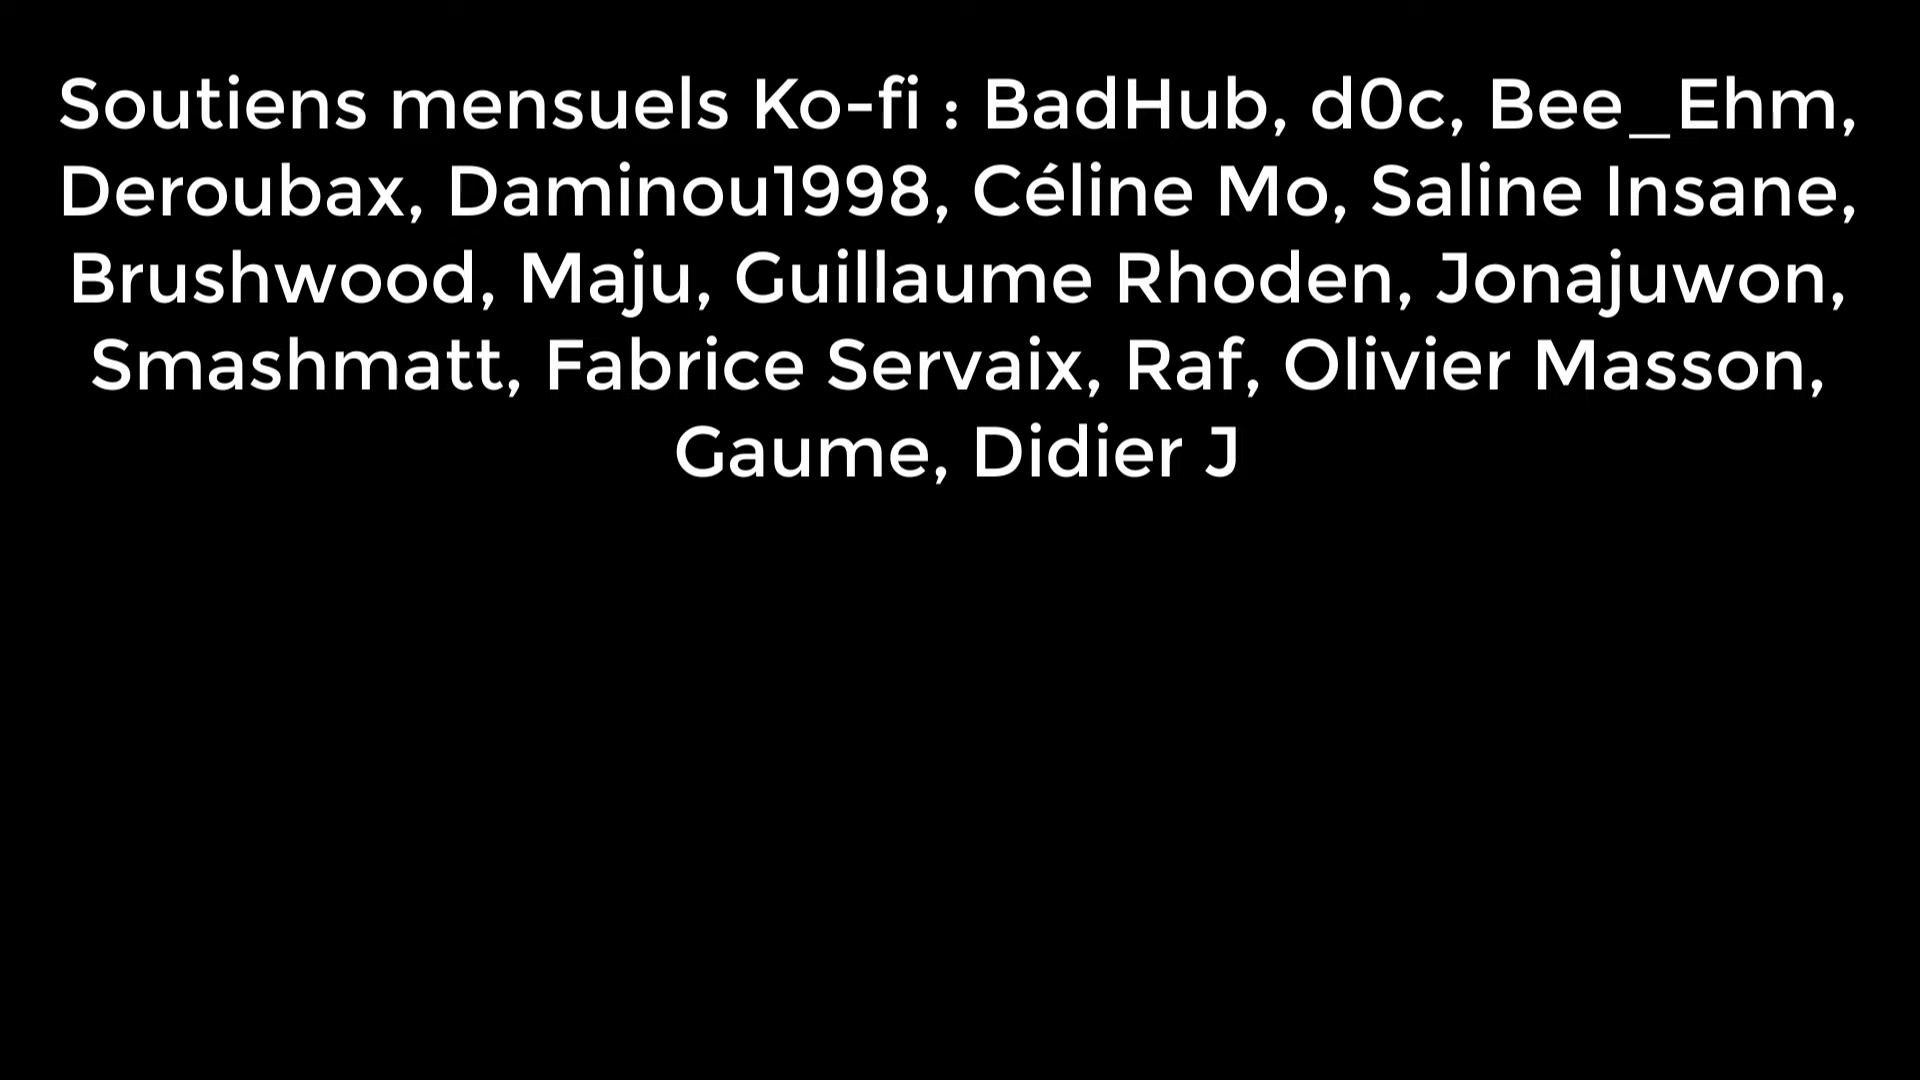 Soutiens mensuels Ko-fi : BadHub, d0c, Bee_Ehm,
Deroubax, Daminou1998, Céline Mo, Saline Insane,
Brushwood, Maju, Guillaume Rhoden, Jonajuwon,
Smashmatt, Fabrice Servaix, Raf, Olivier Masson,
Gaume, Didier J